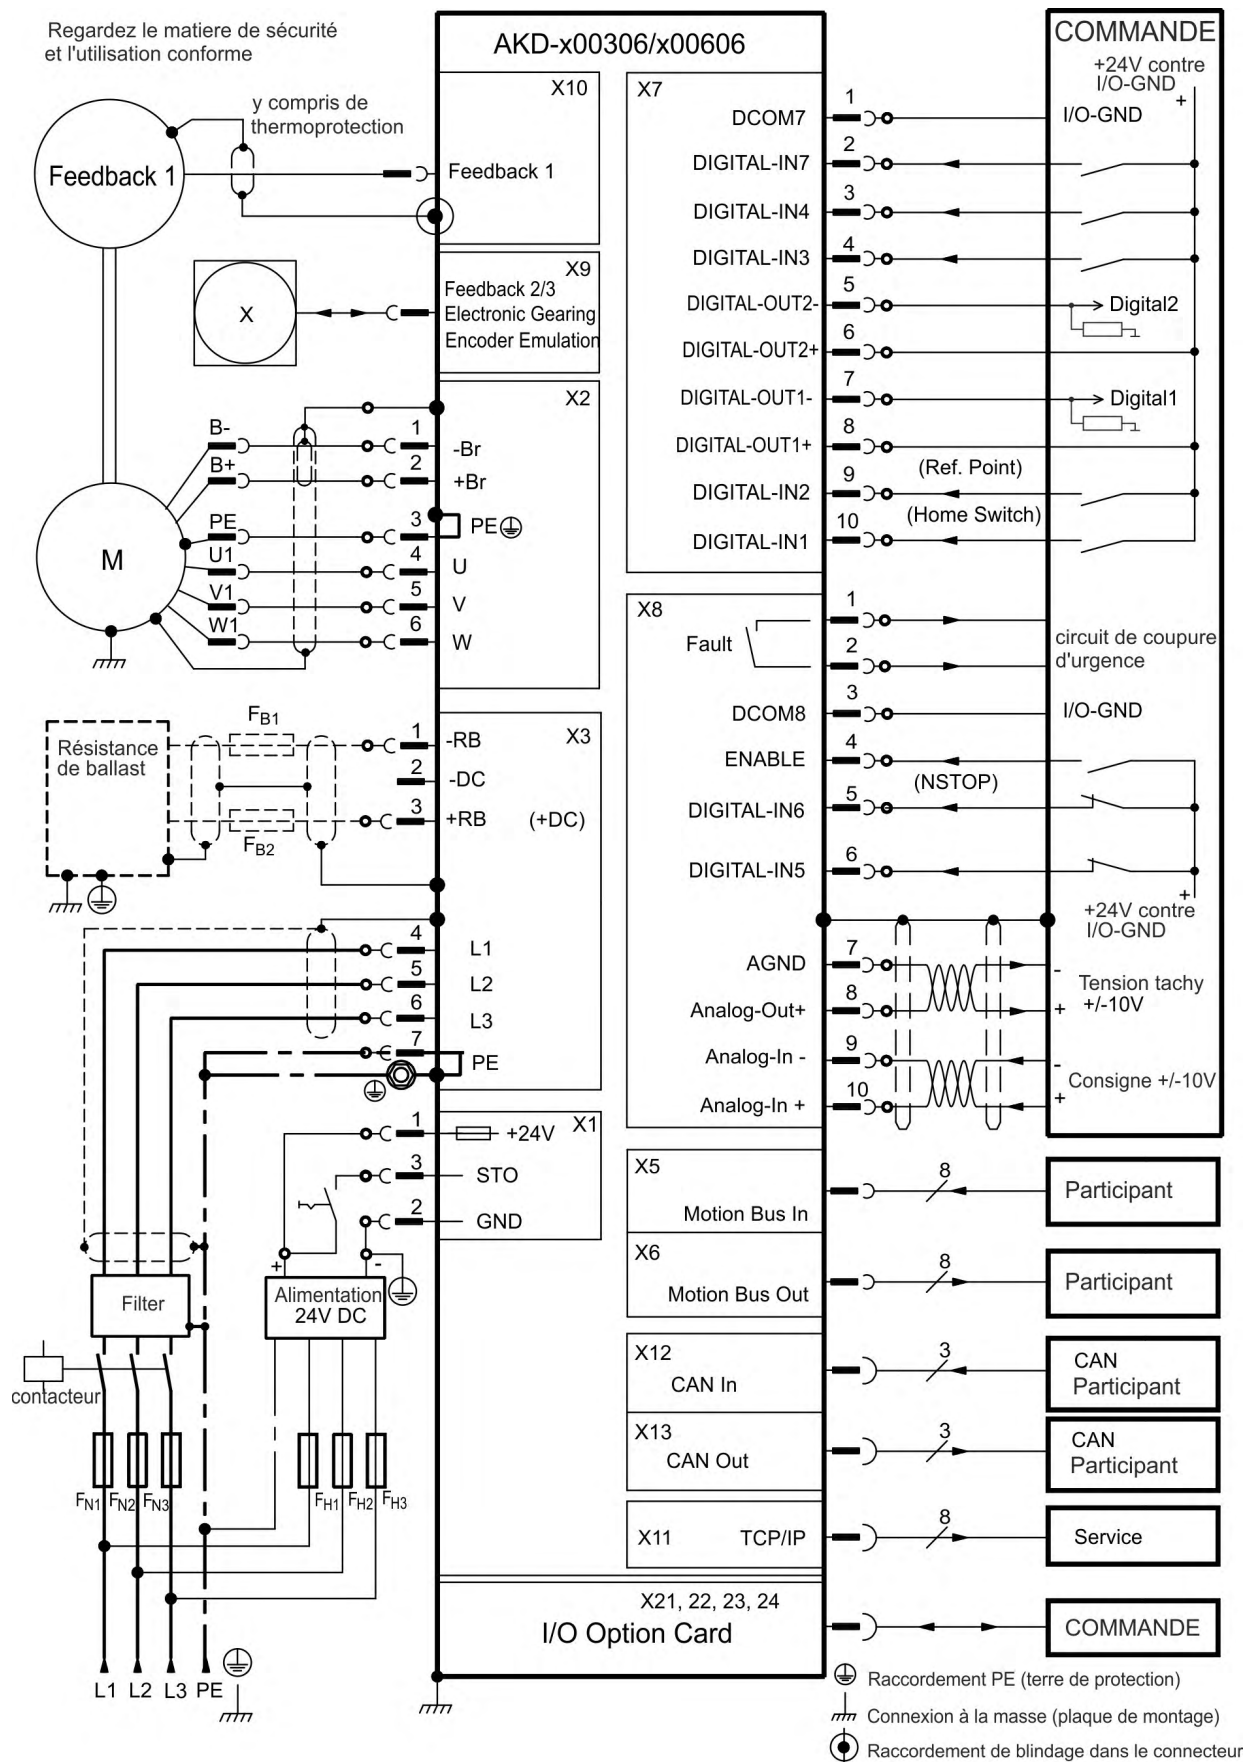 Regardez le matiere de sécurité
et l'utilisation conforme
AKD-x00306/x00606
COMMANDE
+24V contre
I/O-GND
+
y compris de
thermoprotection
Feedback 1
X10
Feedback 1
X
X9
Feedback 2/3
Electronic Gearing
Encoder Emulation
X2
B- 1 -Br
B+ 2 +Br
PE 3 PE
U1 4 U
V1 5 V
W1 6 W
M
X7
DCOM7 1 I/O-GND
DIGITAL-IN7 2
DIGITAL-IN4 3
DIGITAL-IN3 4
DIGITAL-OUT2- 5 Digital2
DIGITAL-OUT2+ 6
DIGITAL-OUT1- 7 Digital1
DIGITAL-OUT1+ 8
DIGITAL-IN2 9 (Ref. Point)
DIGITAL-IN1 10 (Home Switch)
X8
Fault 1
2
circuit de coupure
d'urgence
DCOM8 3 I/O-GND
ENABLE 4
DIGITAL-IN6 5 (NSTOP)
DIGITAL-IN5 6
+
+24V contre
I/O-GND
AGND 7 -
Analog-Out+ 8 +
Tension tachy
+/-10V
Analog-In - 9 -
Analog-In + 10 +
Consigne +/-10V
Résistance
de ballast
FB1
FB2
X3
1 -RB
2 -DC
3 +RB (+DC)
4 L1
5 L2
6 L3
7 PE
X1
1 +24V
3 STO
2 GND
+ -
Alimentation
24V DC
Filter
contacteur
FN1 FN2 FN3 FH1 FH2 FH3
L1 L2 L3 PE
X5
Motion Bus In
8
Participant
X6
Motion Bus Out
8
Participant
X12
CAN In
3
CAN
Participant
X13
CAN Out
3
CAN
Participant
X11 TCP/IP
8
Service
X21, 22, 23, 24
I/O Option Card
COMMANDE
Raccordement PE (terre de protection)
Connexion à la masse (plaque de montage)
Raccordement de blindage dans le connecteur